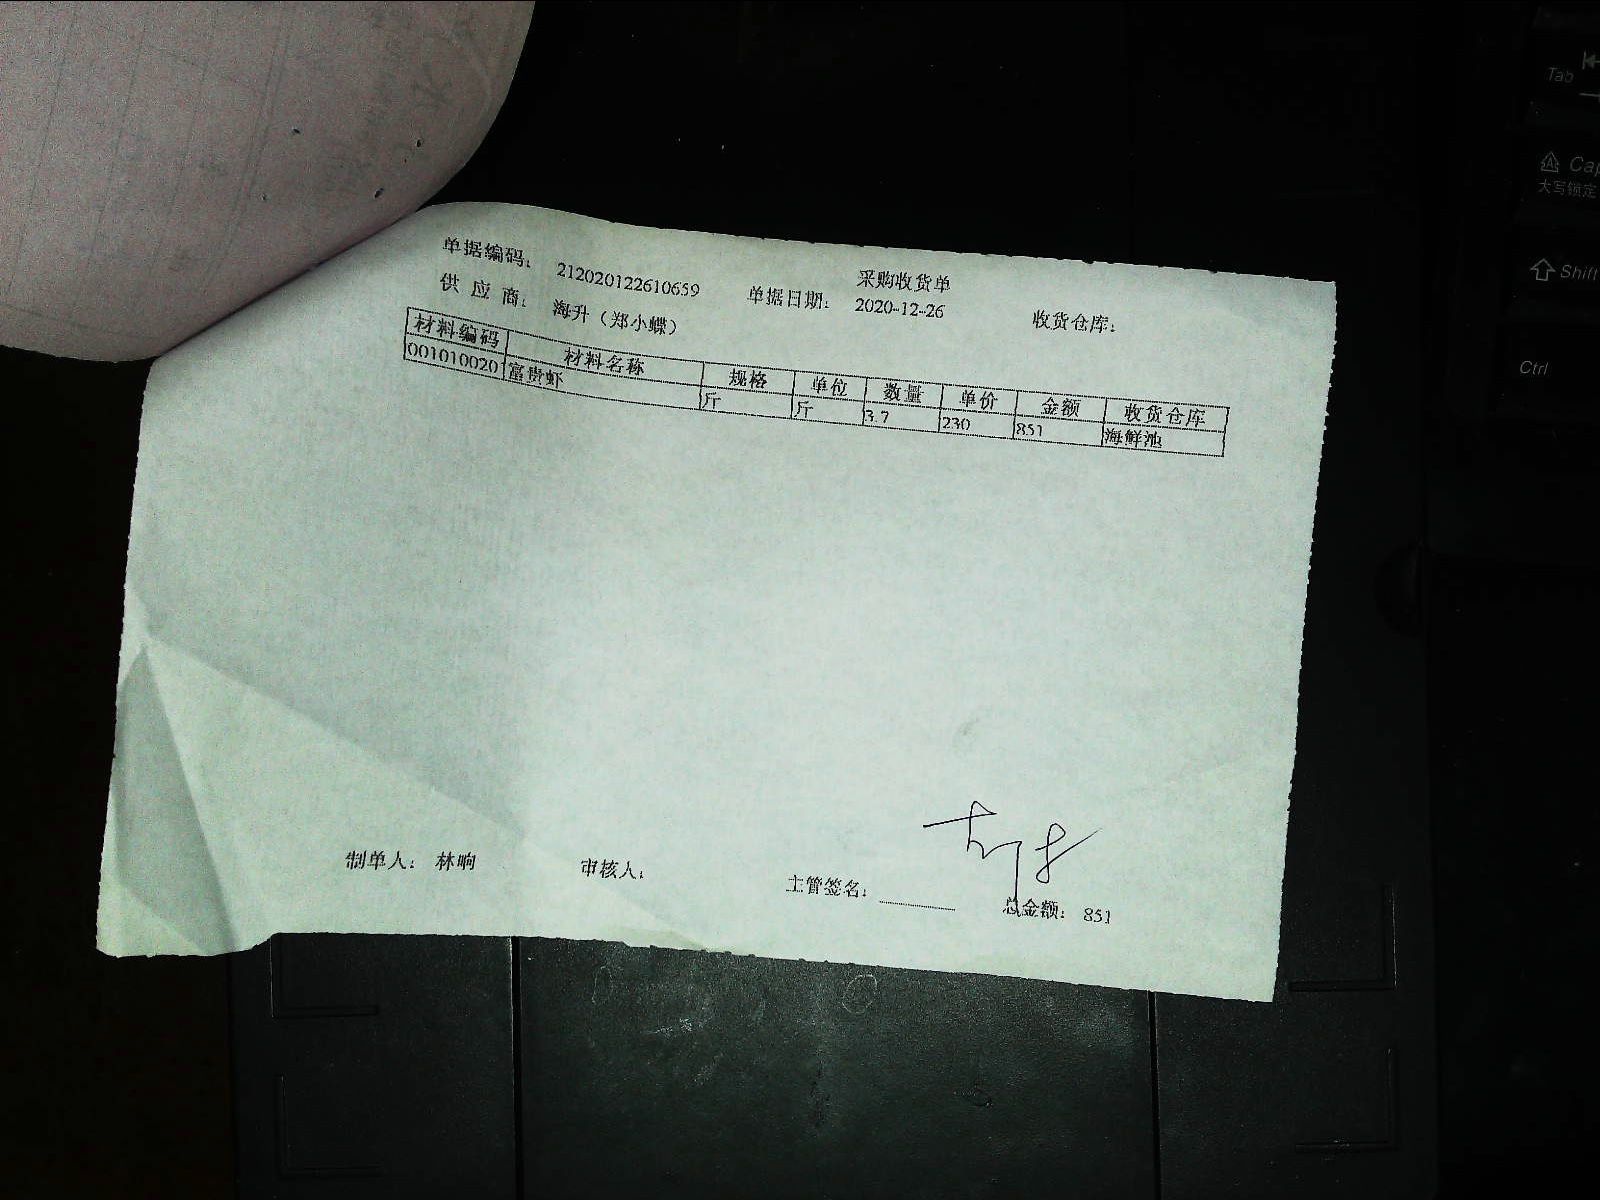 采购收货单
单据编码: 212020122610659 单据日期: 2020-12-26 收货仓库:
供应商: 海升（郑小蝶）
材料编码 材料名称 规格 单位 数量 单价 金额 收货仓库
001010020 富贵虾 斤 斤 3.7 230 851 海鲜池
制单人: 林晌 审核人: 主管签名: 总金额: 851
Tab
Cap
大写锁定
Shift
Ctrl